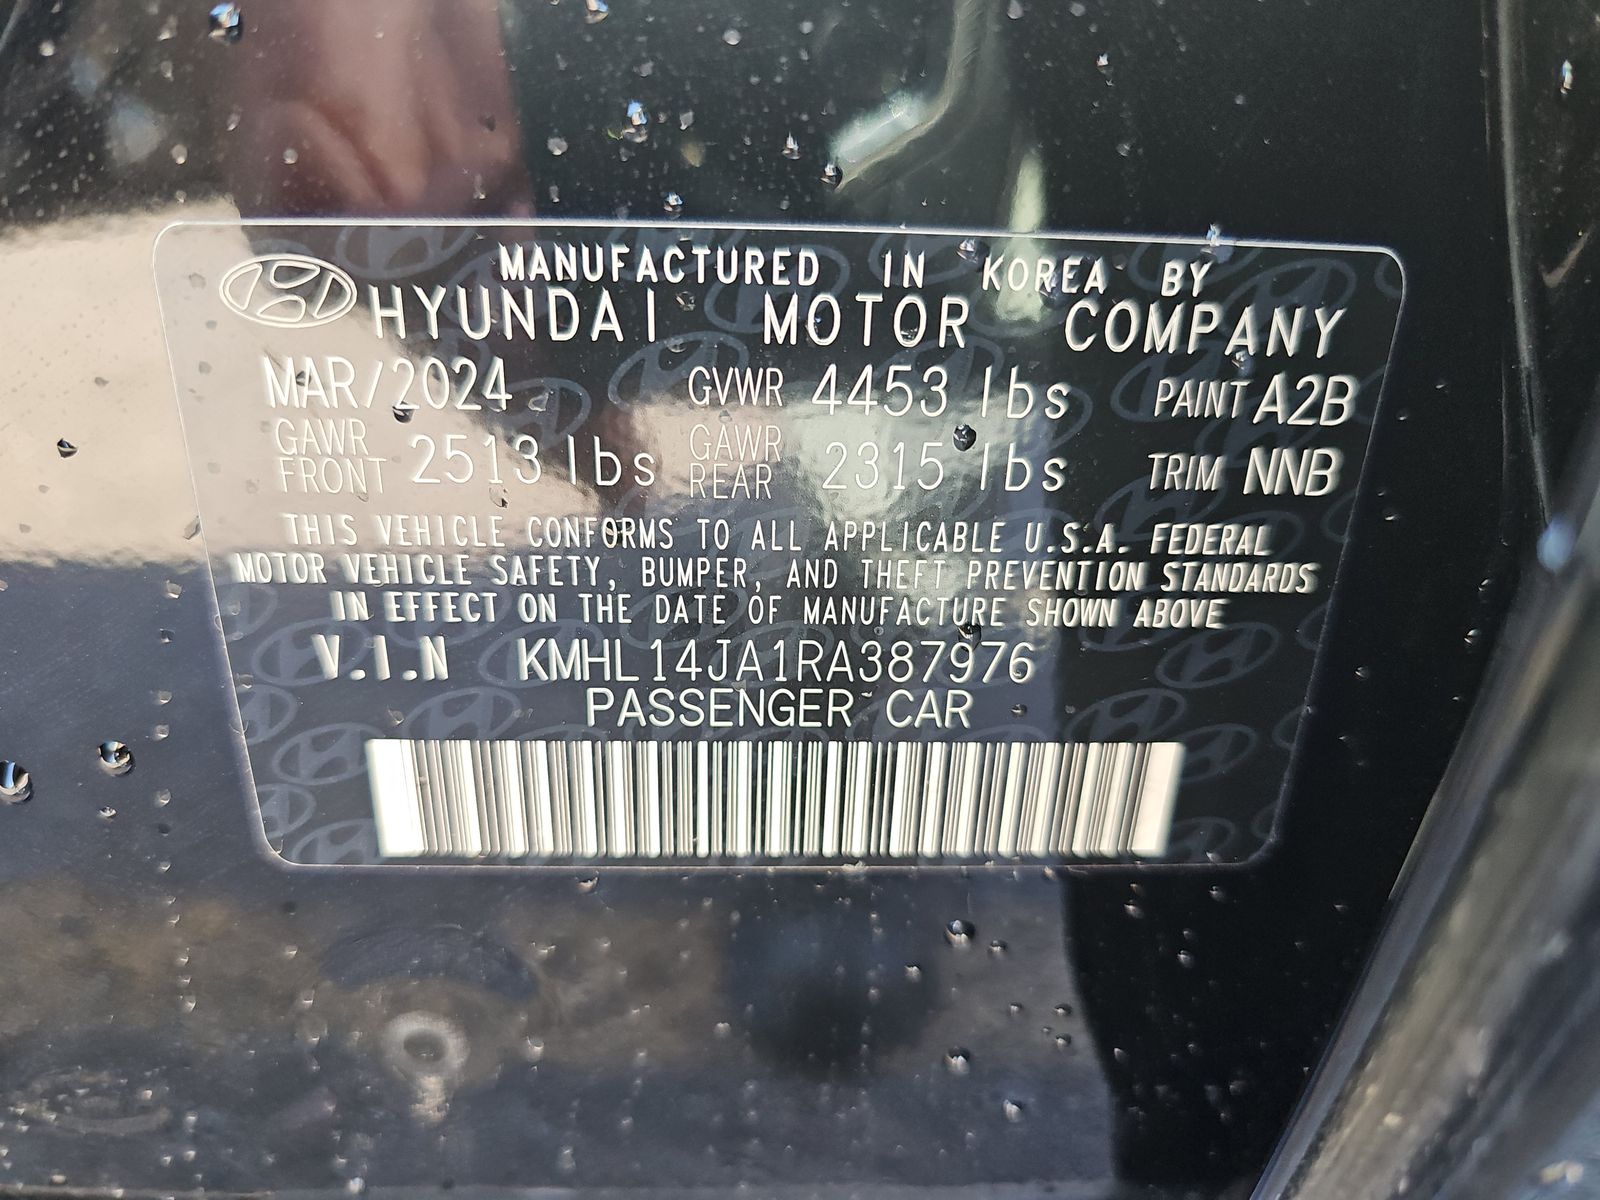 MANUFACTURED IN KOREA BY
HYUNDAI MOTOR COMPANY
MAR/2024 GVWR 4453 lbs PAINT A2B
GAWR FRONT 2513 lbs GAWR REAR 2315 lbs TRIM NNB
THIS VEHICLE CONFORMS TO ALL APPLICABLE U.S.A. FEDERAL
MOTOR VEHICLE SAFETY, BUMPER, AND THEFT PREVENTION STANDARDS
IN EFFECT ON THE DATE OF MANUFACTURE SHOWN ABOVE
V.I.N KMHL14JA1RA387976
PASSENGER CAR